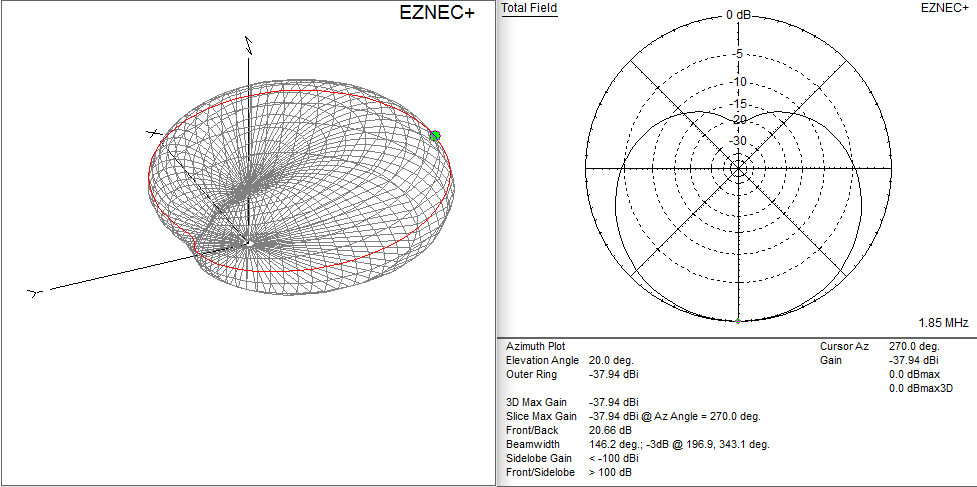 EZNEC+
Z
X
Y
Total Field
EZNEC+
0 dB
-5
-10
-15
-20
-30
1.85 MHz
Azimuth Plot
Elevation Angle 20.0 deg.
Outer Ring -37.94 dBi
3D Max Gain -37.94 dBi
Slice Max Gain -37.94 dBi @ Az Angle = 270.0 deg.
Front/Back 20.66 dB
Beamwidth 146.2 deg.; -3dB @ 196.9, 343.1 deg.
Sidelobe Gain < -100 dBi
Front/Sidelobe > 100 dB
Cursor Az 270.0 deg.
Gain -37.94 dBi
0.0 dBmax
0.0 dBmax3D